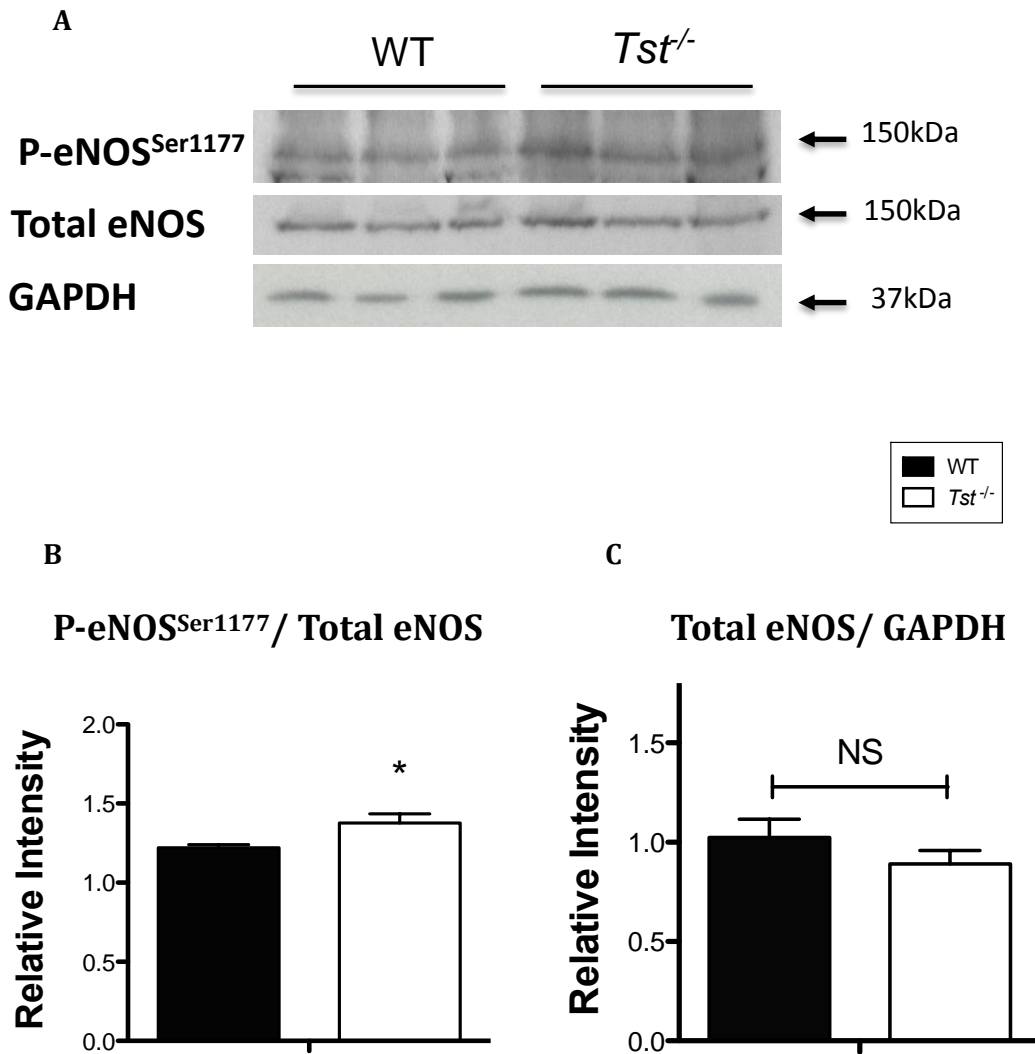 A
WT Tst-/-
P-eNOSSer1177 150kDa
Total eNOS 150kDa
GAPDH 37kDa
WT
Tst -/-
B C
P-eNOSSer1177/ Total eNOS Total eNOS/ GAPDH
Relative Intensity
2.0
1.5
1.0
0.5
0.0
*
Relative Intensity
1.5
1.0
0.5
0.0
NS